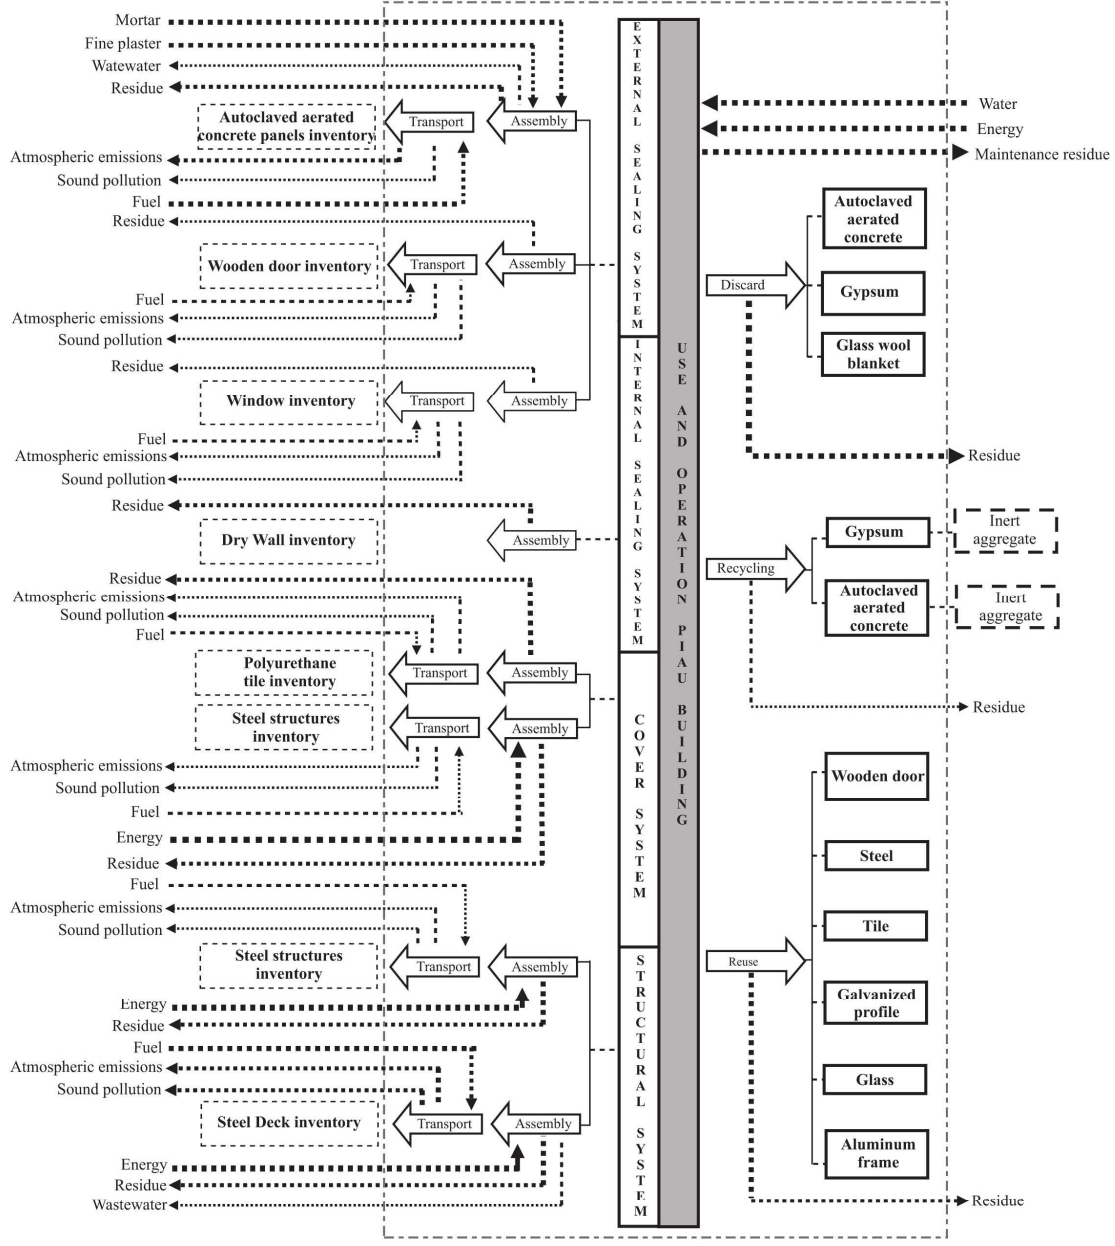 Mortar
Fine plaster
Watewater
Residue
Autoclaved aerated
concrete panels inventory
Transport
Assembly
Atmospheric emissions
Sound pollution
Fuel
Residue
Wooden door inventory
Transport
Assembly
Fuel
Atmospheric emissions
Sound pollution
Residue
Window inventory
Transport
Assembly
Fuel
Atmospheric emissions
Sound pollution
Residue
Dry Wall inventory
Assembly
Residue
Atmospheric emissions
Sound pollution
Fuel
Polyurethane
tile inventory
Transport
Assembly
Steel structures
inventory
Transport
Assembly
Atmospheric emissions
Sound pollution
Fuel
Energy
Residue
Fuel
Atmospheric emissions
Sound pollution
Steel structures
inventory
Transport
Assembly
Energy
Residue
Fuel
Atmospheric emissions
Sound pollution
Steel Deck inventory
Transport
Assembly
Energy
Residue
Wastewater
EXTERNAL SEALING SYSTEM
INTERNAL SEALING SYSTEM
COVER SYSTEM
STRUCTURAL SYSTEM
USE AND OPERATION PIAU BUILDING
Water
Energy
Maintenance residue
Discard
Autoclaved
aerated
concrete
Gypsum
Glass wool
blanket
Residue
Recycling
Gypsum
Inert
aggregate
Autoclaved
aerated
concrete
Inert
aggregate
Residue
Reuse
Wooden door
Steel
Tile
Galvanized
profile
Glass
Aluminum
frame
Residue